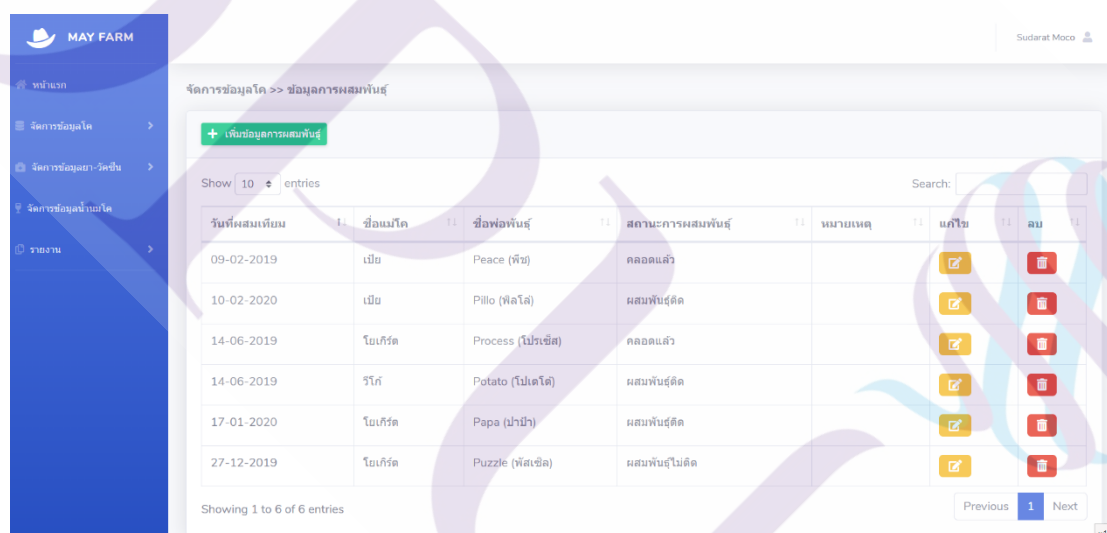 MAY FARM
Sudarat Moco
หน้าแรก
จัดการข้อมูลโค
จัดการข้อมูลยา-วัคซีน
จัดการข้อมูลน้ำนมโค
รายงาน
จัดการข้อมูลโค >> ข้อมูลการผสมพันธุ์
+ เพิ่มข้อมูลการผสมพันธุ์
Show 10 entries
Search:
วันที่ผสมเทียม ชื่อแม่โค ชื่อพ่อพันธุ์ สถานะการผสมพันธุ์ หมายเหตุ แก้ไข ลบ
09-02-2019 เปีย Peace (พีช) คลอดแล้ว
10-02-2020 เปีย Pillo (พิลโล่) ผสมพันธุ์ติด
14-06-2019 โยเกิร์ต Process (โปรเซ็ส) คลอดแล้ว
14-06-2019 วีโก้ Potato (โปเตโต้) ผสมพันธุ์ติด
17-01-2020 โยเกิร์ต Papa (ปาป้า) ผสมพันธุ์ติด
27-12-2019 โยเกิร์ต Puzzle (พัสเซิล) ผสมพันธุ์ไม่ติด
Showing 1 to 6 of 6 entries
Previous 1 Next